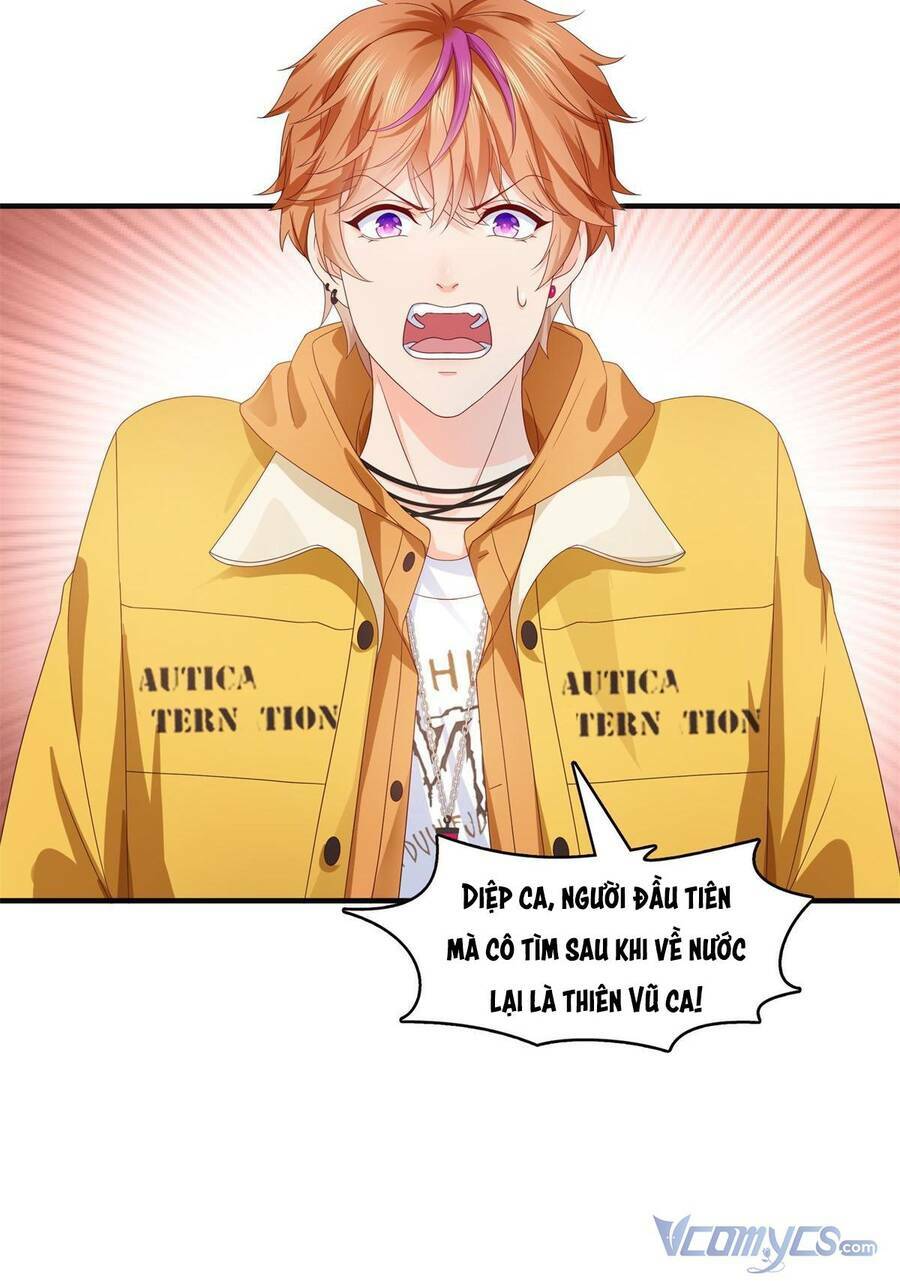 AUTICA
TERN TION
AUTICA
TERN TION
HI
DIỆP CA, NGƯỜI ĐẦU TIÊN
MÀ CÔ TÌM SAU KHI VỀ NƯỚC
LẠI LÀ THIÊN VŨ CA!
VCOMYCS.com